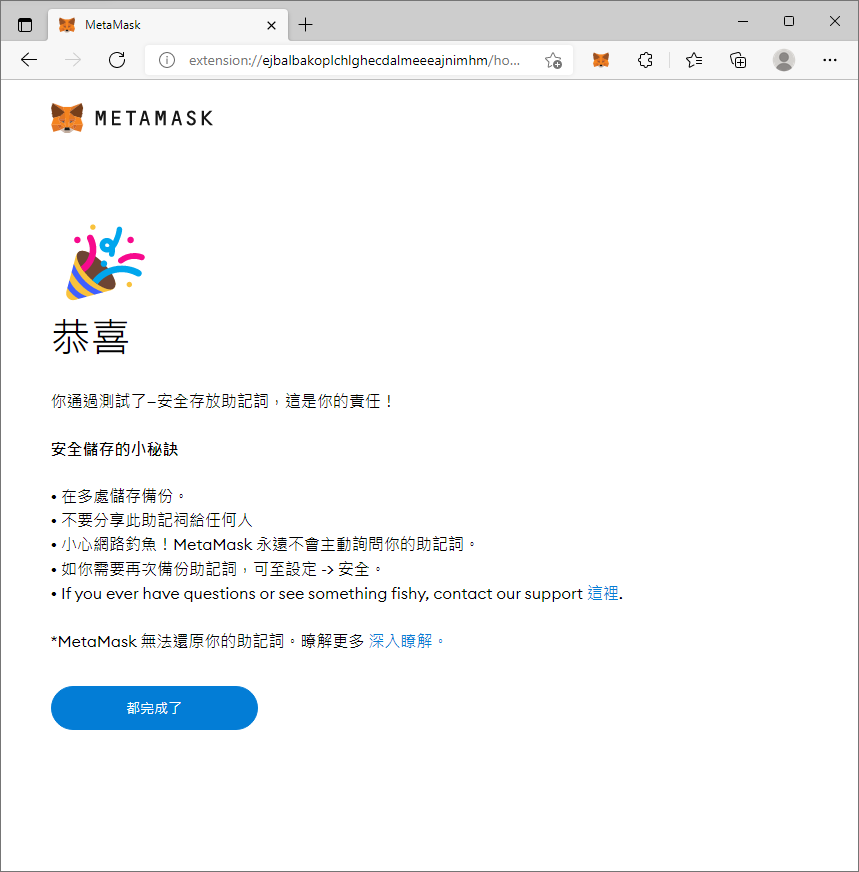 MetaMask
extension://ejbalbakoplchlghecdalmeeeajnimhm/ho...
METAMASK
恭喜
你通過測試了–安全存放助記詞，這是你的責任！
安全儲存的小秘訣
• 在多處儲存備份。
• 不要分享此助記祠給任何人
• 小心網路釣魚！MetaMask 永遠不會主動詢問你的助記詞。
• 如你需要再次備份助記詞，可至設定 -> 安全。
• If you ever have questions or see something fishy, contact our support 這裡.
*MetaMask 無法還原你的助記詞。暸解更多 深入瞭解。
都完成了